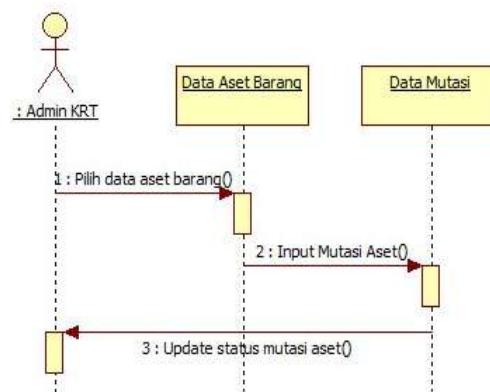 : Admin KRT
Data Aset Barang
Data Mutasi
1 : Pilih data aset barang()
2 : Input Mutasi Aset()
3 : Update status mutasi aset()